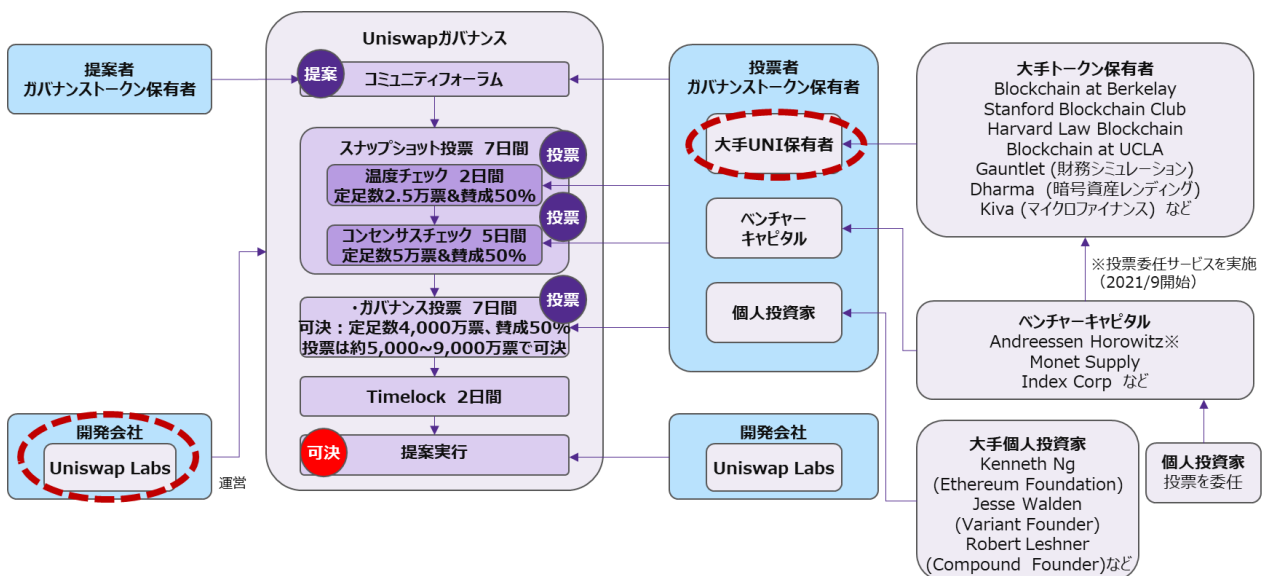 提案者
ガバナンストークン保有者
Uniswapガバナンス
提案
コミュニティフォーラム
スナップショット投票 7日間
投票
温度チェック 2日間
定足数2.5万票&賛成50%
投票
コンセンサスチェック 5日間
定足数5万票&賛成50%
・ガバナンス投票 7日間
投票
可決：定足数4,000万票、賛成50%
投票は約5,000~9,000万票で可決
Timelock 2日間
可決
提案実行
開発会社
Uniswap Labs
運営
投票者
ガバナンストークン保有者
大手UNI保有者
ベンチャー
キャピタル
個人投資家
開発会社
Uniswap Labs
大手トークン保有者
Blockchain at Berkelay
Stanford Blockchain Club
Harvard Law Blockchain
Blockchain at UCLA
Gauntlet (財務シミュレーション)
Dharma (暗号資産レンディング)
Kiva (マイクロファイナンス) など
※投票委任サービスを実施
（2021/9開始）
ベンチャーキャピタル
Andreessen Horowitz※
Monet Supply
Index Corp など
大手個人投資家
Kenneth Ng
(Ethereum Foundation)
Jesse Walden
(Variant Founder)
Robert Leshner
(Compound Founder)など
個人投資家
投票を委任